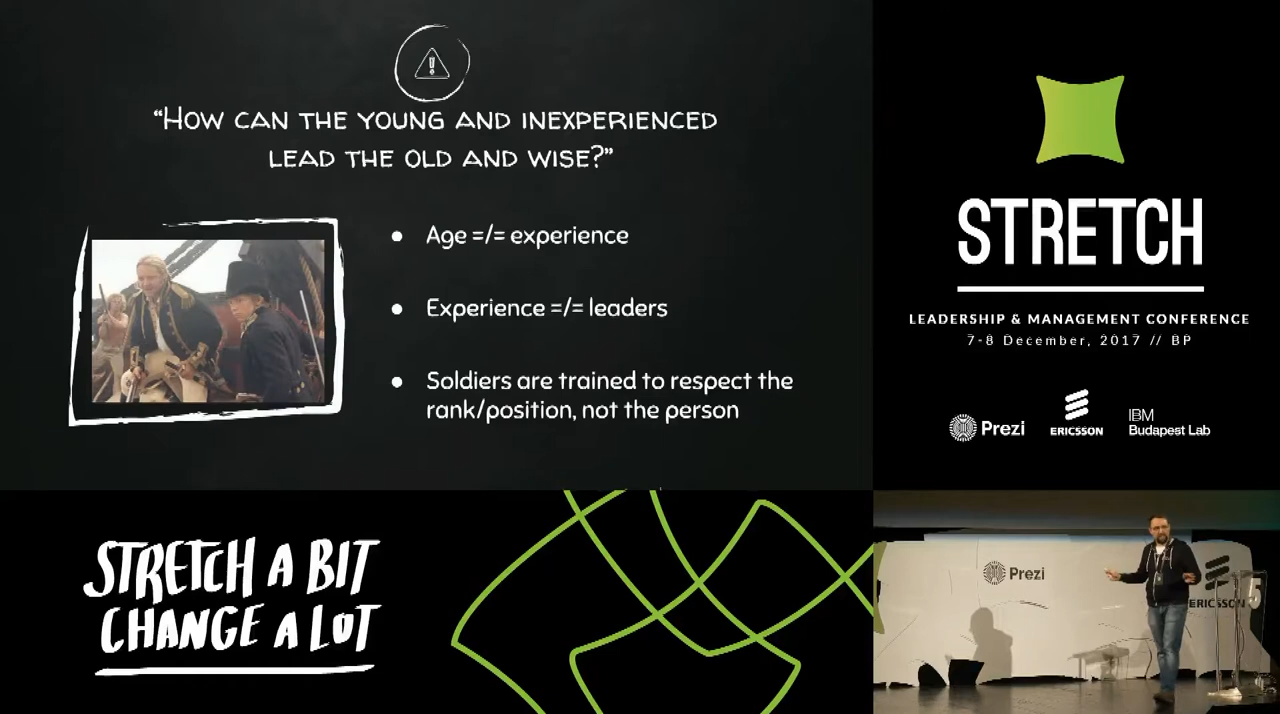 “HOW CAN THE YOUNG AND INEXPERIENCED
LEAD THE OLD AND WISE?”
● Age =/= experience
● Experience =/= leaders
● Soldiers are trained to respect the
rank/position, not the person
STRETCH
LEADERSHIP & MANAGEMENT CONFERENCE
7-8 December, 2017 // BP
Prezi
ERICSSON
IBM
Budapest Lab
STRETCH A BIT
CHANGE A LOT
Prezi
ERICSSON
5